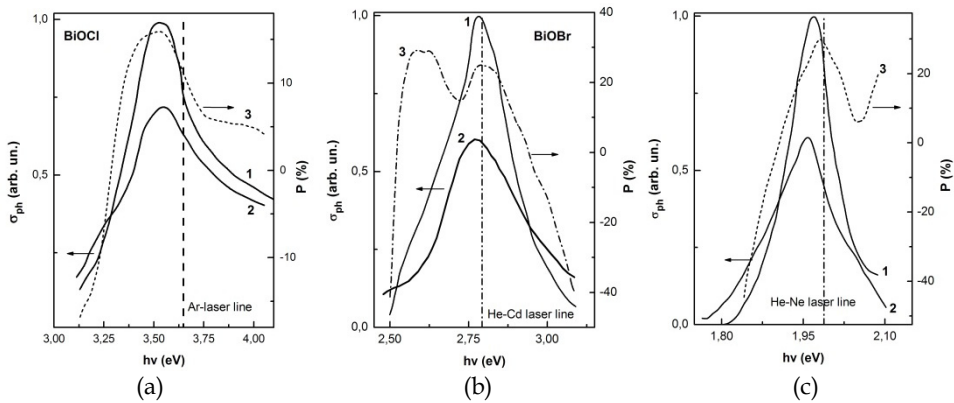 BiOCl
1,0
0,5
σph (arb. un.)
15
10
5
0
-5
-10
P (%)
3
1
2
Ar-laser line
3,00 3,25 3,50 3,75 4,00
hν (eV)
(a)
BiOBr
1,0
0,5
0,0
σph (arb. un.)
40
20
0
-20
-40
P (%)
1
3
2
He-Cd laser line
2,50 2,75 3,00
hν (eV)
(b)
1,0
0,5
0,0
σph (arb. un.)
40
20
0
-20
-40
P (%)
3
1
2
He-Ne laser line
1,80 1,95 2,10
hν (eV)
(c)